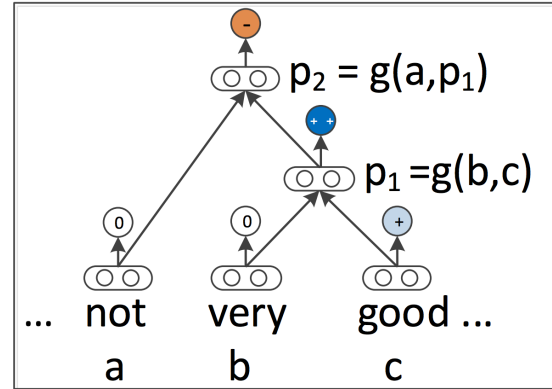 -
p₂ = g(a,p₁)
+ +
p₁ =g(b,c)
0 0 +
... not very good ...
a b c